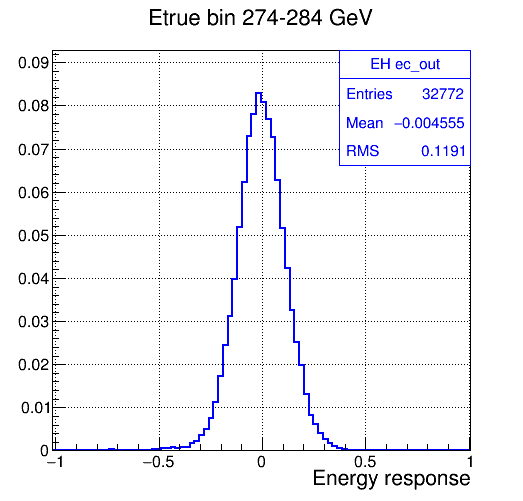 Etrue bin 274-284 GeV
EH ec_out
Entries 32772
Mean −0.004555
RMS 0.1191
0.09
0.08
0.07
0.06
0.05
0.04
0.03
0.02
0.01
0
−1 −0.5 0 0.5 1
Energy response